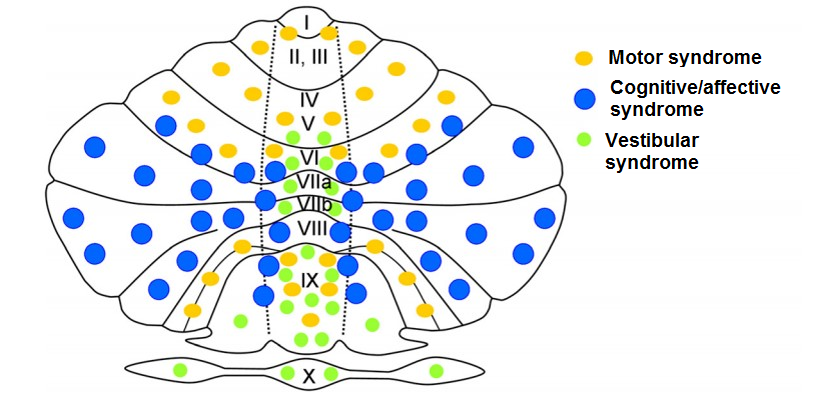 I
II, III
IV
V
VI
VIIa
VIIb
VIII
IX
X
Motor syndrome
Cognitive/affective
syndrome
Vestibular
syndrome